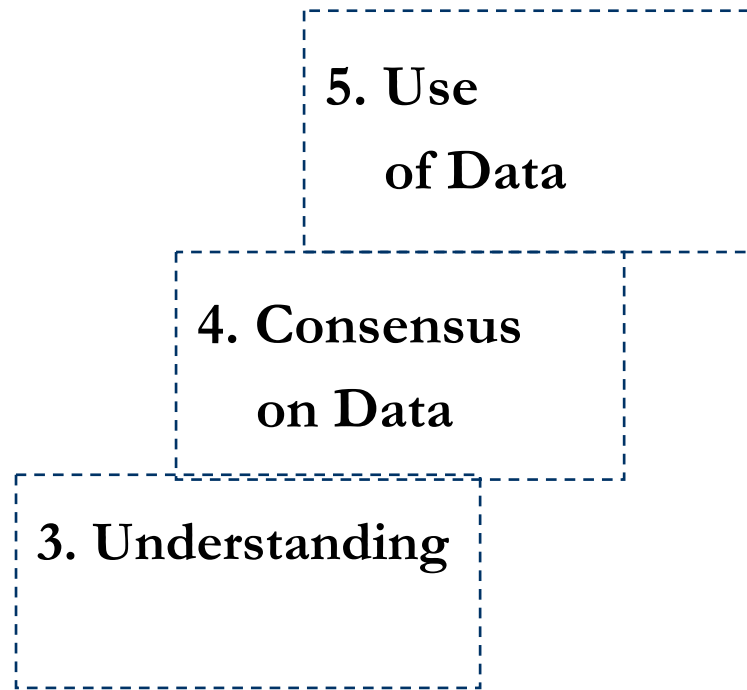 5. Use
of Data
4. Consensus
on Data
3. Understanding